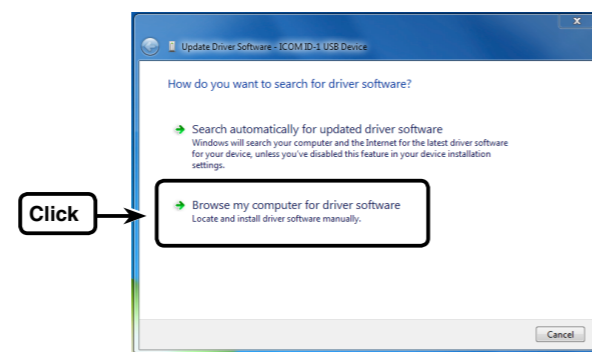 x
Update Driver Software - ICOM ID-1 USB Device
How do you want to search for driver software?
Search automatically for updated driver software
Windows will search your computer and the Internet for the latest driver software
for your device, unless you've disabled this feature in your device installation
settings.
Browse my computer for driver software
Locate and install driver software manually.
Click
Cancel